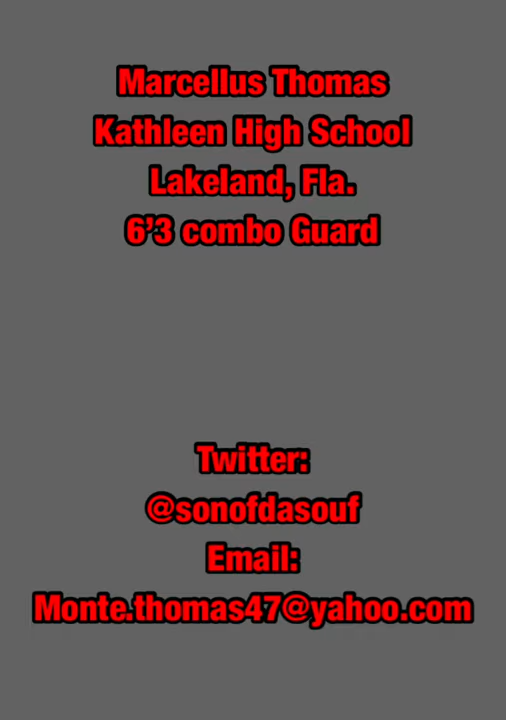 Marcellus Thomas
Kathleen High School
Lakeland, Fla.
6’3 combo Guard
Twitter:
@sonofdasouf
Email:
Monte.thomas47@yahoo.com